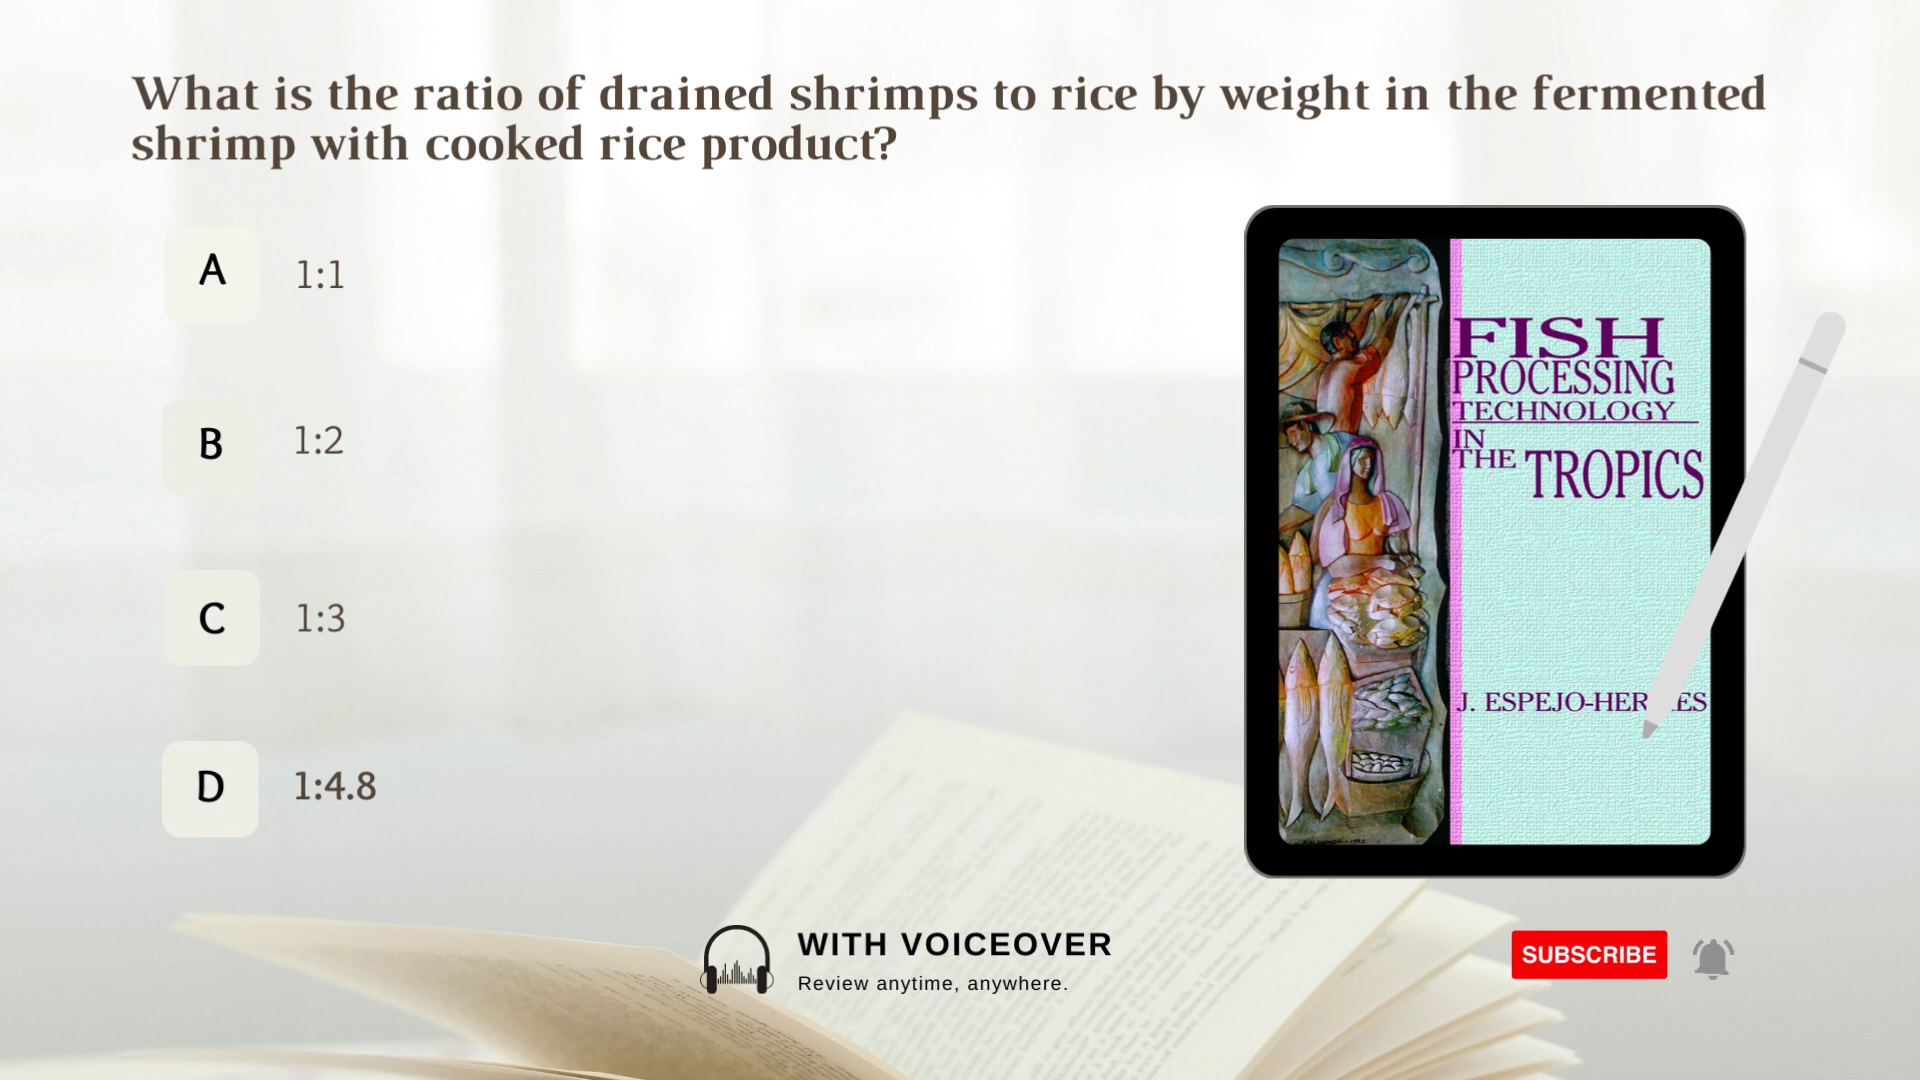 What is the ratio of drained shrimps to rice by weight in the fermented
shrimp with cooked rice product?
A 1:1
B 1:2
C 1:3
D 1:4.8
FISH
PROCESSING
TECHNOLOGY
IN
THE TROPICS
J. ESPEJO-HER
WITH VOICEOVER
Review anytime, anywhere.
SUBSCRIBE